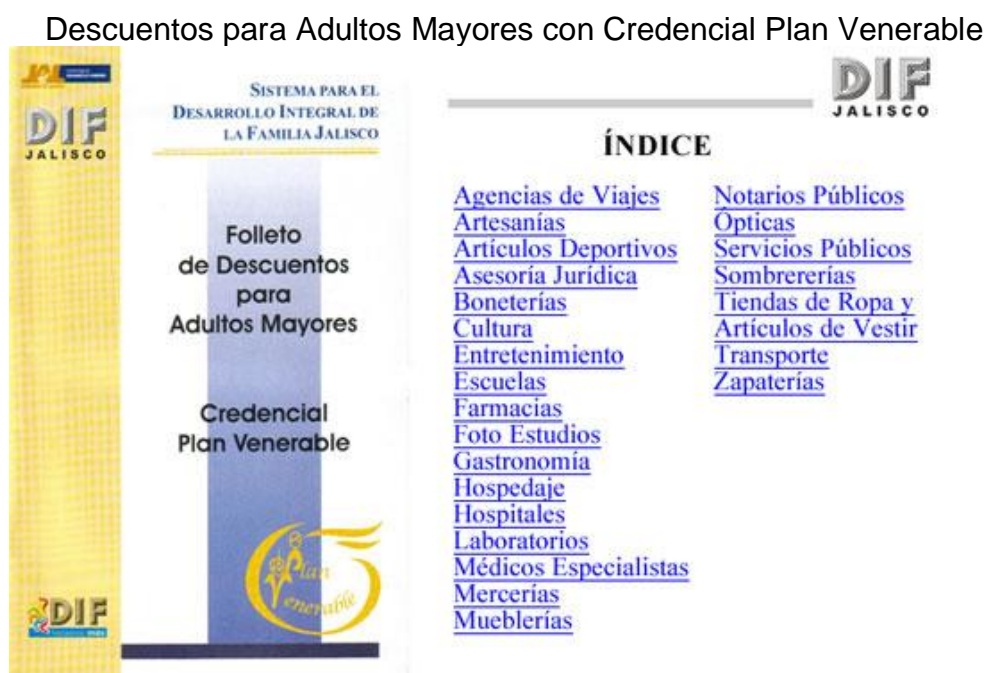 Descuentos para Adultos Mayores con Credencial Plan Venerable
DIF
JALISCO
SISTEMA PARA EL
DESARROLLO INTEGRAL DE
LA FAMILIA JALISCO
Folleto
de Descuentos
para
Adultos Mayores
Credencial
Plan Venerable
Plan
Venerable
DIF
DIF
JALISCO
ÍNDICE
Agencias de Viajes
Artesanías
Artículos Deportivos
Asesoría Jurídica
Boneterías
Cultura
Entretenimiento
Escuelas
Farmacias
Foto Estudios
Gastronomía
Hospedaje
Hospitales
Laboratorios
Médicos Especialistas
Mercerías
Mueblerías
Notarios Públicos
Ópticas
Servicios Públicos
Sombrererías
Tiendas de Ropa y
Artículos de Vestir
Transporte
Zapaterías